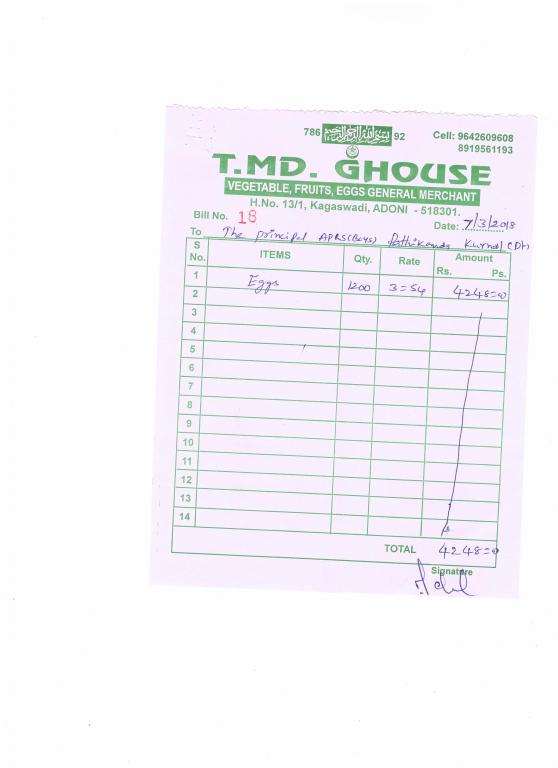 786 بسم الله الرحمن الرحيم 92 Cell: 9642609608
8919561193
T.MD. GHOUSE
VEGETABLE, FRUITS, EGGS GENERAL MERCHANT
H.No. 13/1, Kagaswadi, ADONI - 518301.
Bill No. 18 Date: 7/3/2018
To The principal APRS(Boys) Pathikonda Kurnool (Dt)
S No. ITEMS Qty. Rate Amount
Rs. Ps.
1 Eggs 1200 3=54 4248=00
2
3
4
5
6
7
8
9
10
11
12
13
14
TOTAL 4248=00
Signature